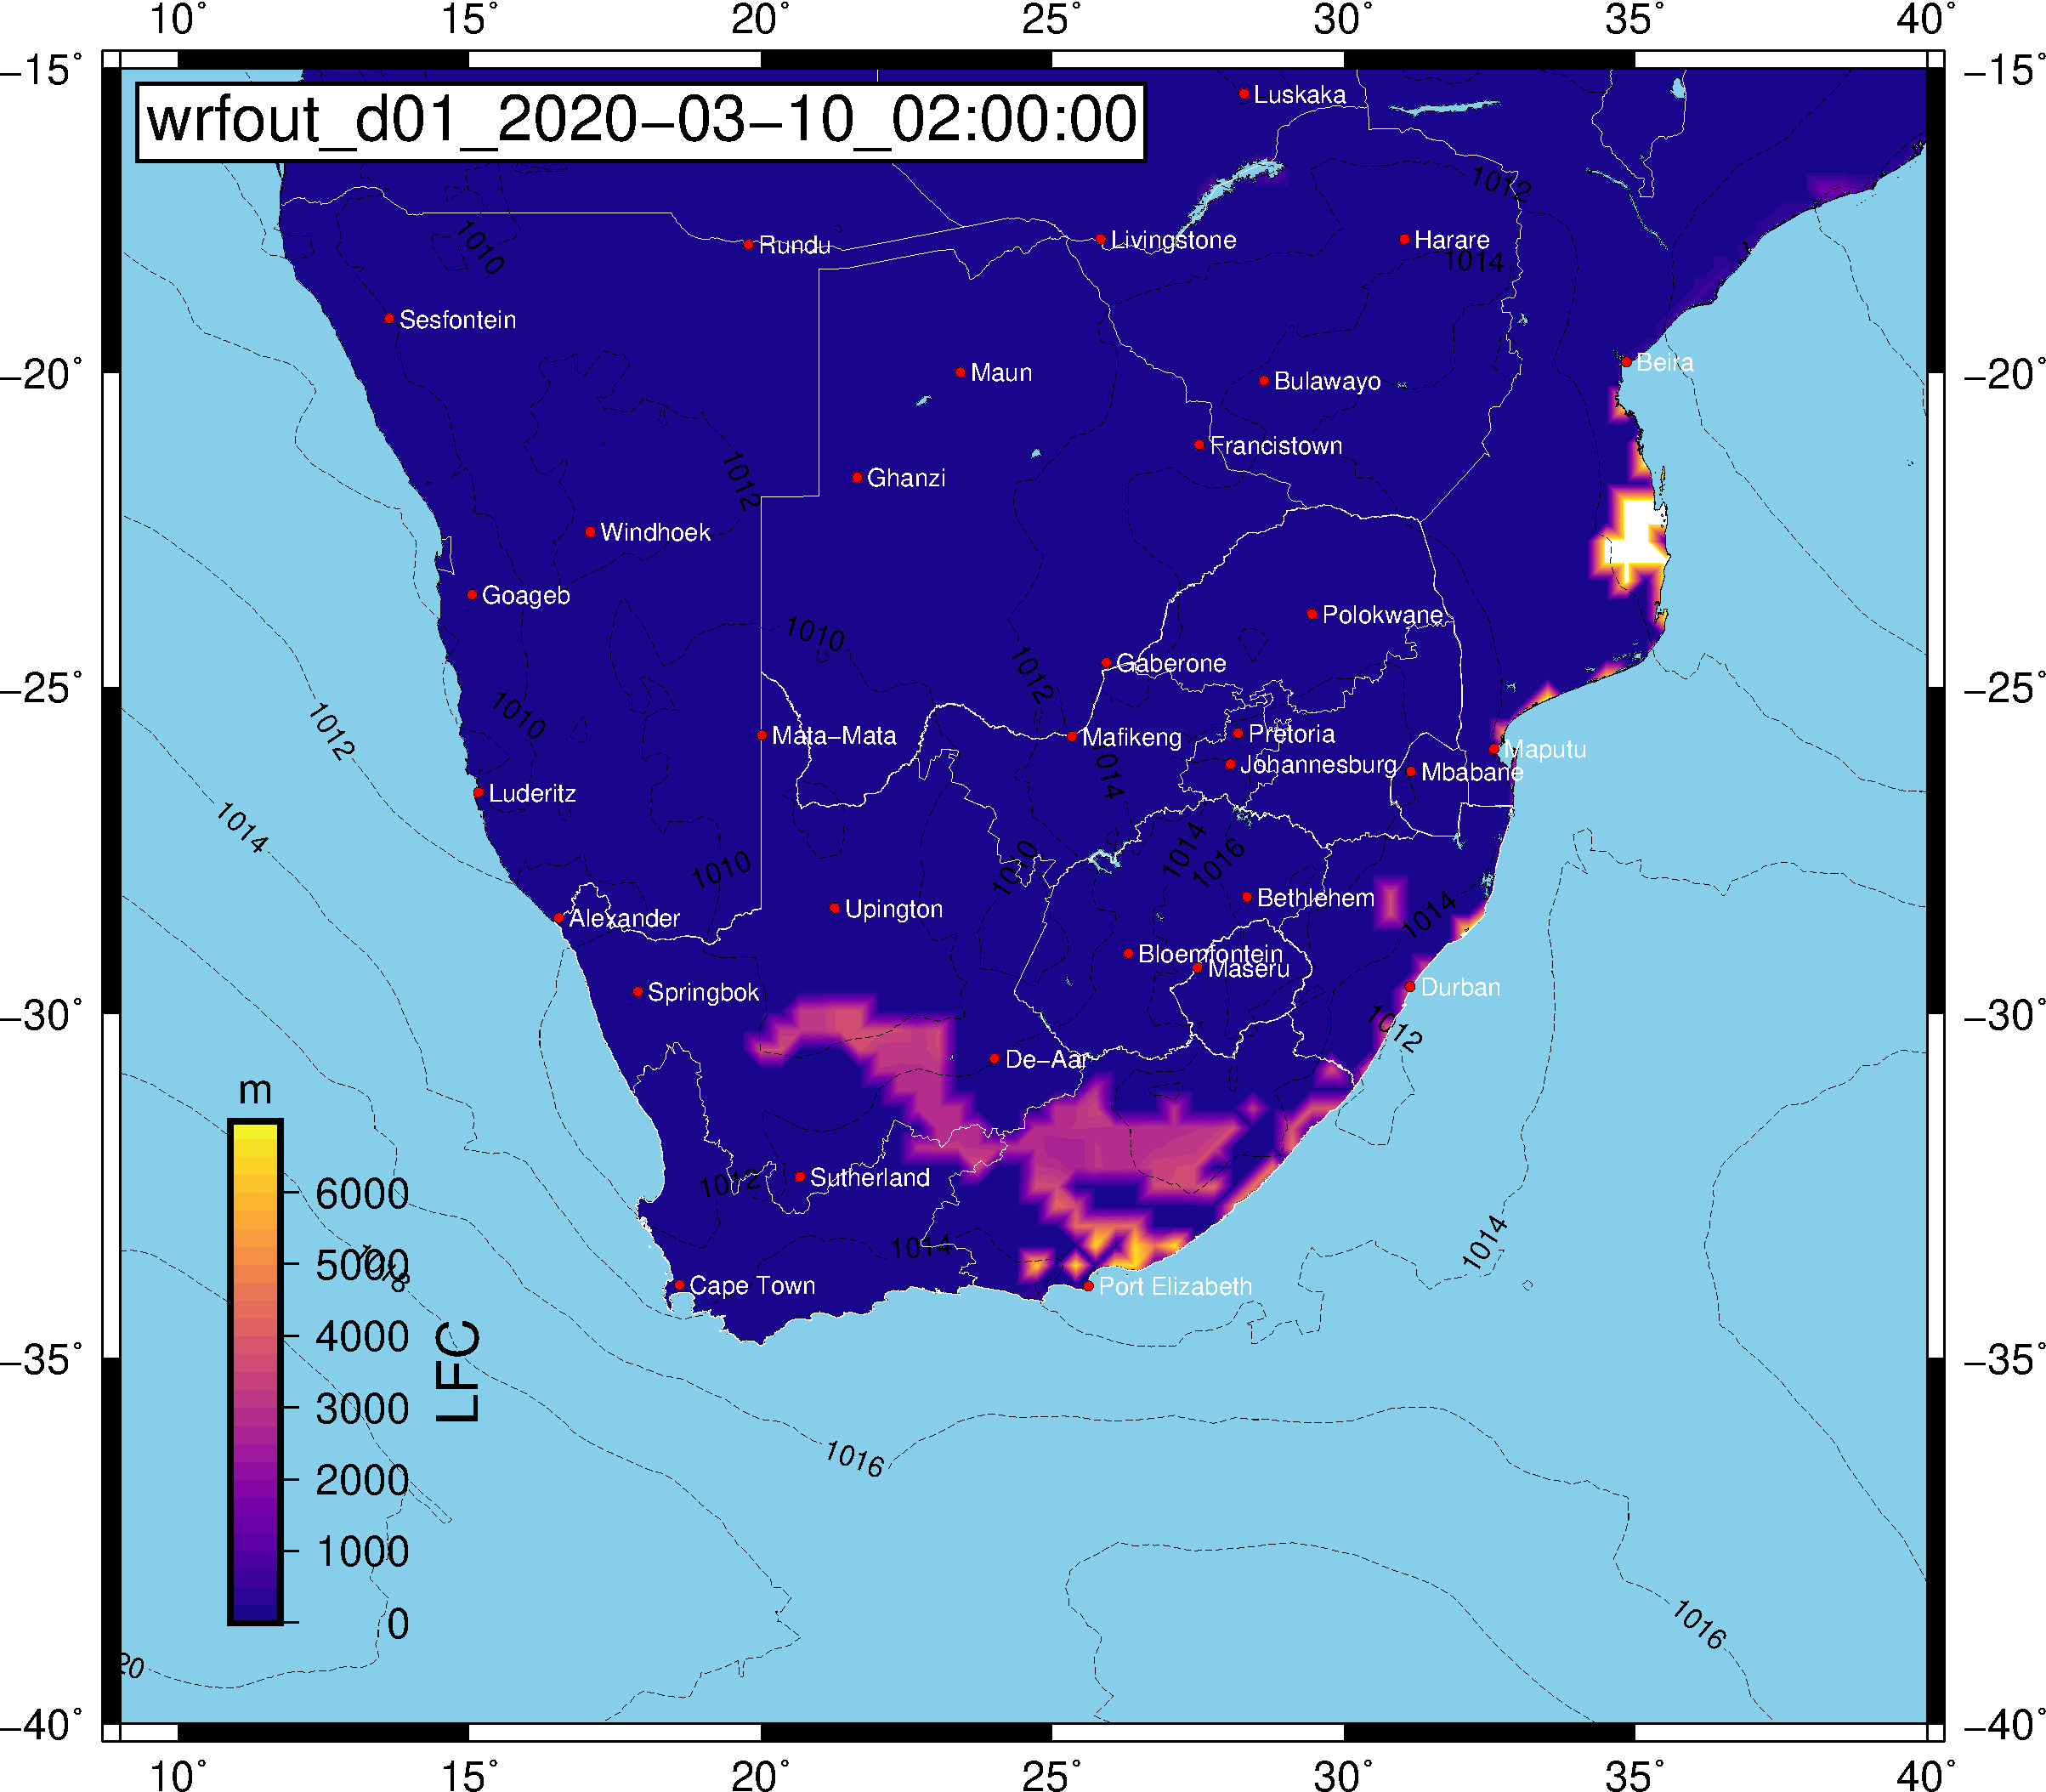 10° 15° 20° 25° 30° 35° 40°
−15° −15°
wrfout_d01_2020−03−10_02:00:00
Luskaka
1012
Rundu
Livingstone
Harare
1010
1014
Sesfontein
Beira
−20° −20°
Maun
Bulawayo
Francistown
Ghanzi
1012
Windhoek
Goageb
Polokwane
1010
Gaberone
1012
−25° −25°
1010
1012
Mata−Mata
Mafikeng
Pretoria
Maputu
Johannesburg
Mbabane
1014
Luderitz
1014
1014
1016
1010
1010
Bethlehem
Upington
1014
Alexander
Bloemfontein
Maseru
Springbok
Durban
−30° −30°
1012
De−Aar
m
Sutherland
1012
6000
1014
1014
5000
1018
Cape Town
Port Elizabeth
4000
−35° −35°
LFC
3000
1016
2000
1000
1016
0
20
−40° −40°
10° 15° 20° 25° 30° 35° 40°